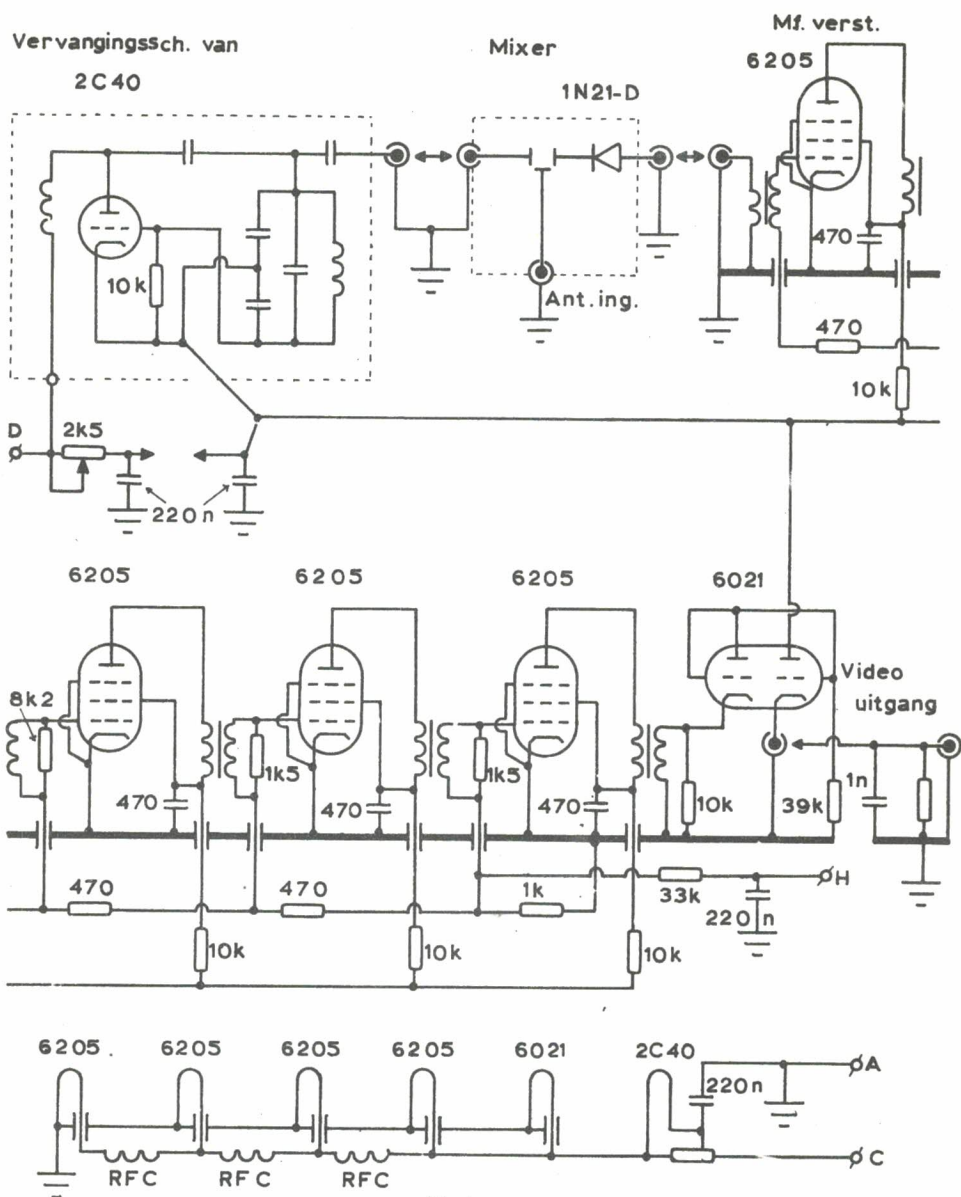 Vervangingssch. van
2C40
Mixer
1N21-D
Mf. verst.
6205
10k
Ant.ing.
470
470
10k
D
2k5
220n
6205
6205
6205
6021
Video
uitgang
8k2
1k5
1k5
470
470
470
10k
39k
1n
470
470
1k
33k
H
220n
10k
10k
10k
6205
6205
6205
6205
6021
2C40
A
220n
C
RFC
RFC
RFC